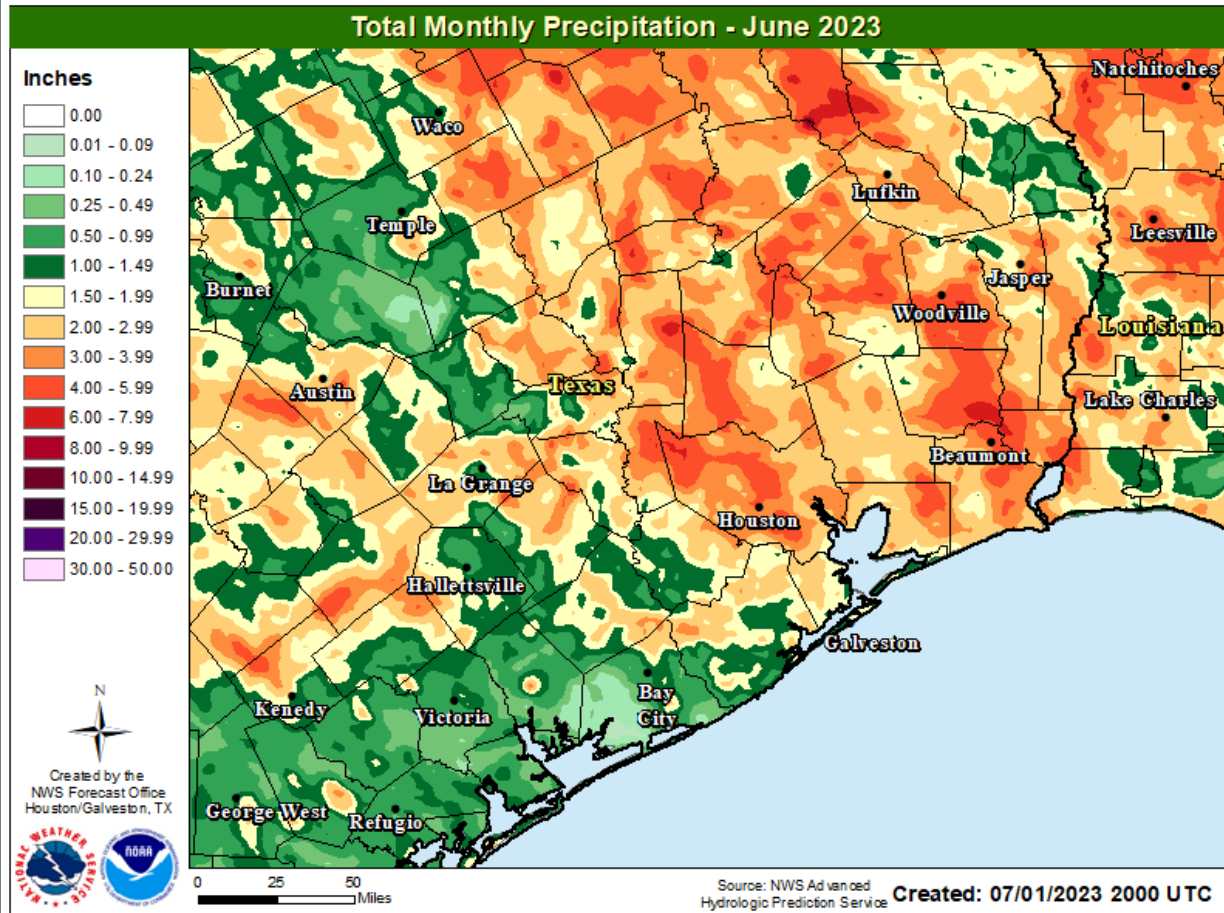 Total Monthly Precipitation - June 2023
Inches
0.00
0.01 - 0.09
0.10 - 0.24
0.25 - 0.49
0.50 - 0.99
1.00 - 1.49
1.50 - 1.99
2.00 - 2.99
3.00 - 3.99
4.00 - 5.99
6.00 - 7.99
8.00 - 9.99
10.00 - 14.99
15.00 - 19.99
20.00 - 29.99
30.00 - 50.00
N
Created by the
NWS Forecast Office
Houston/Galveston, TX
NATIONAL WEATHER SERVICE
NOAA
Natchitoches
Waco
Lufkin
Temple
Leesville
Jasper
Burnet
Woodville
Louisiana
Austin
Texas
Lake Charles
Beaumont
La Grange
Houston
Hallettsville
Galveston
Kenedy
Victoria
Bay
City
George West
Refugio
0 25 50
Miles
Source: NWS Advanced
Hydrologic Prediction Service
Created: 07/01/2023 2000 UTC